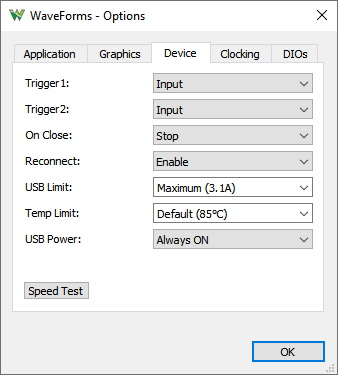 WaveForms - Options
Application Graphics Device Clocking DIOs
Trigger1: Input
Trigger2: Input
On Close: Stop
Reconnect: Enable
USB Limit: Maximum (3.1A)
Temp Limit: Default (85°C)
USB Power: Always ON
Speed Test
OK